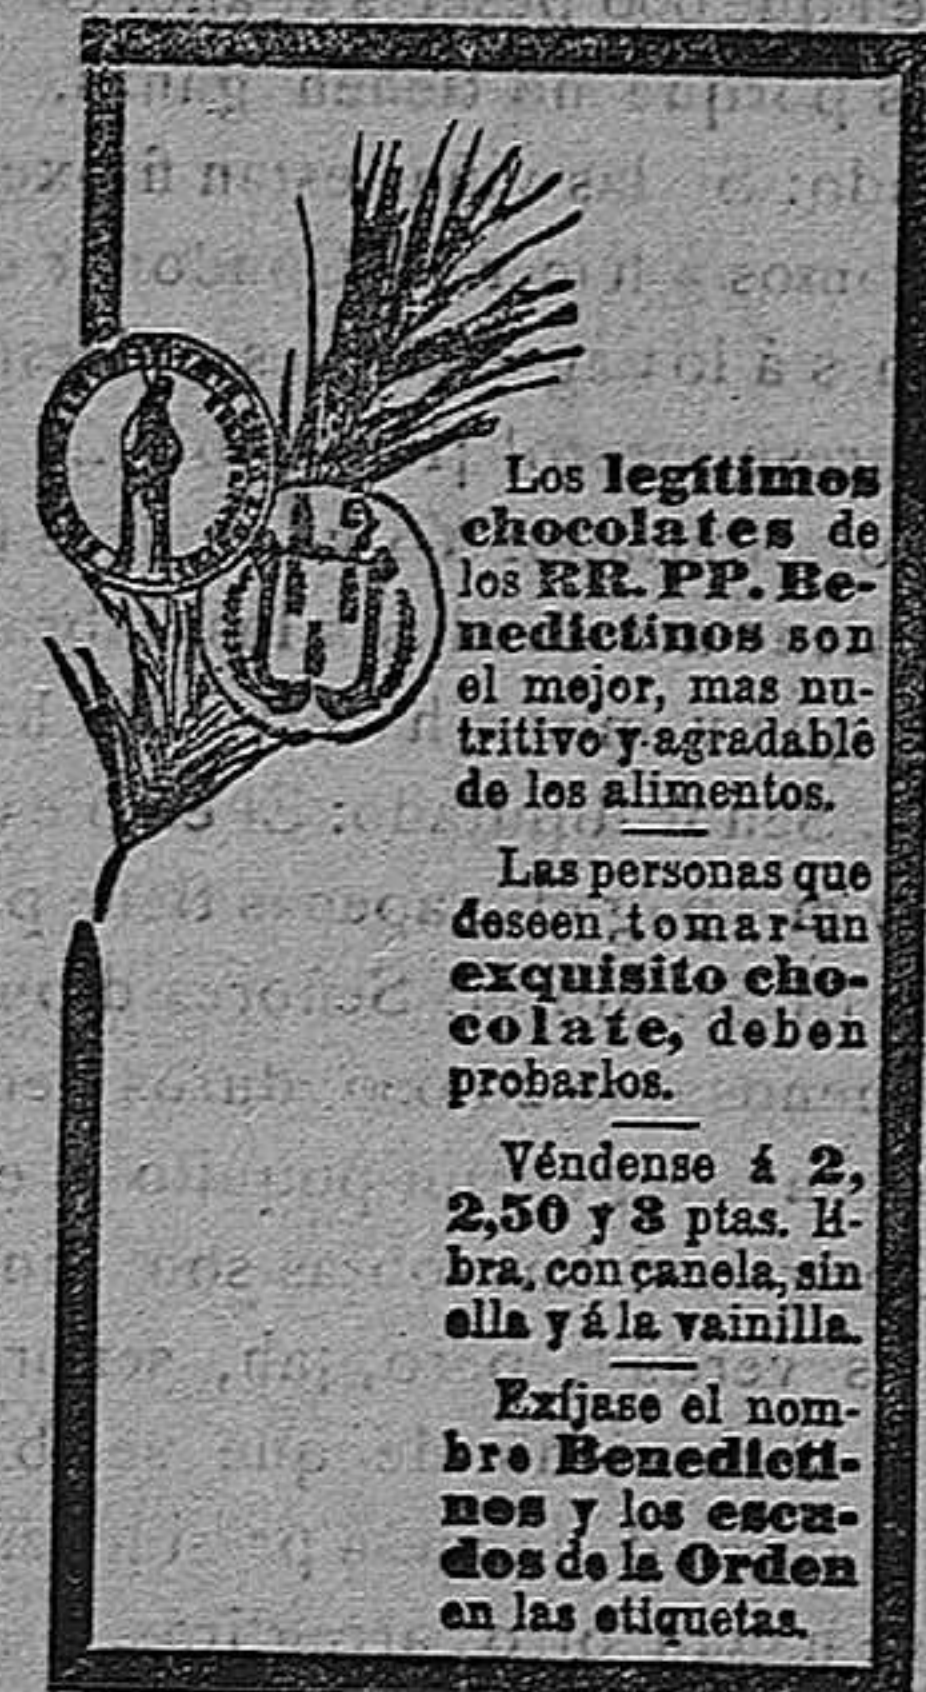 Los legítimos
chocolates de
los RR. PP. Be-
nedictinos son
el mejor, mas nu-
tritivo y agradable
de los alimentos.
Las personas que
deseen tomar un
exquisito cho-
colate, deben
probarlos.
Véndense á 2,
2,50 y 3 ptas. li-
bra, con canela, sin
ella y á la vainilla.
Exíjase el nom-
bre Benedicti-
nos y los escu-
dos de la Orden
en las etiquetas.